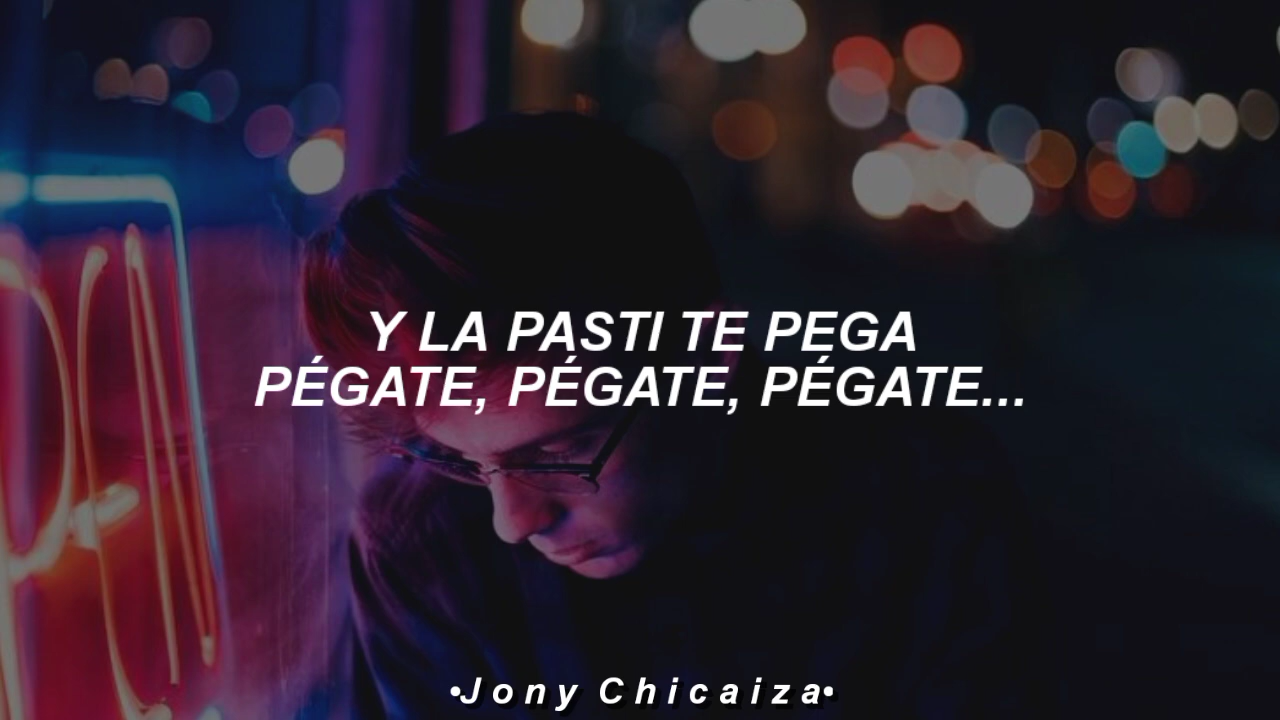 Y LA PASTI TE PEGA
PÉGATE, PÉGATE, PÉGATE...
•Jony Chicaiza•